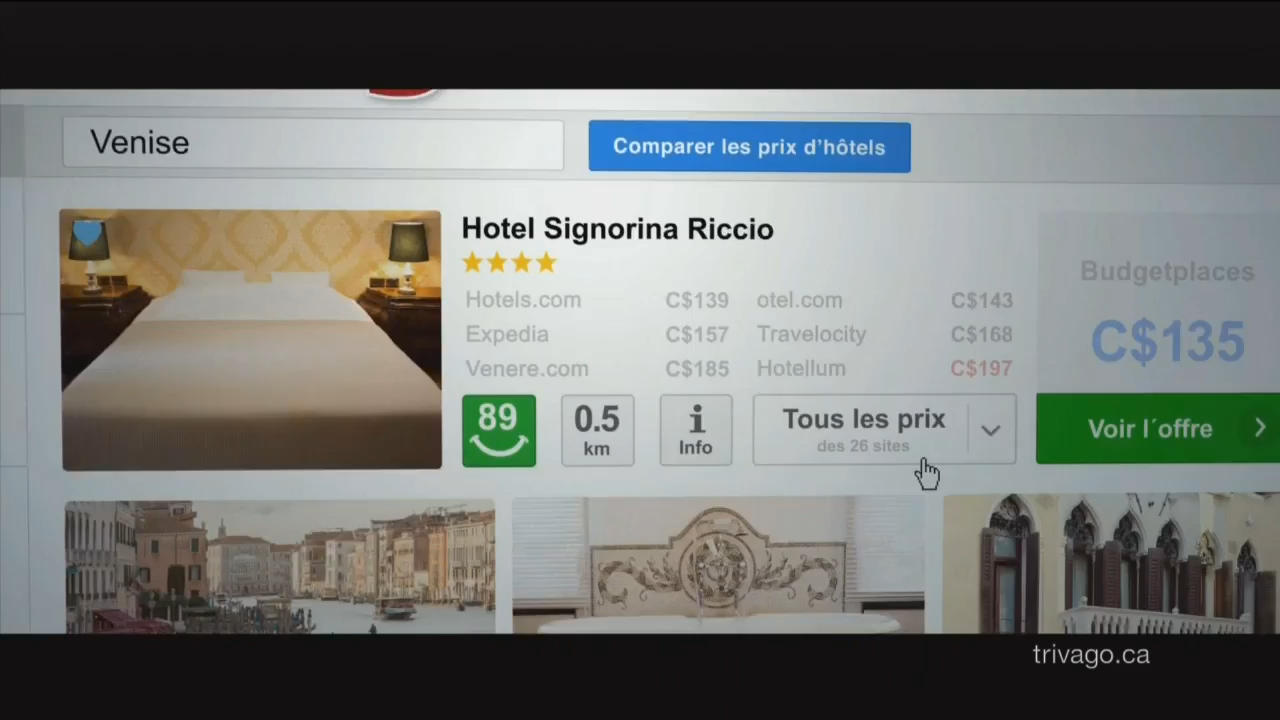 Venise
Comparer les prix d'hôtels
Hotel Signorina Riccio
Hotels.com C$139 otel.com C$143
Expedia C$157 Travelocity C$168
Venere.com C$185 Hotellum C$197
Budgetplaces
C$135
89
0.5
km
i
Info
Tous les prix
des 26 sites
Voir l´offre
trivago.ca